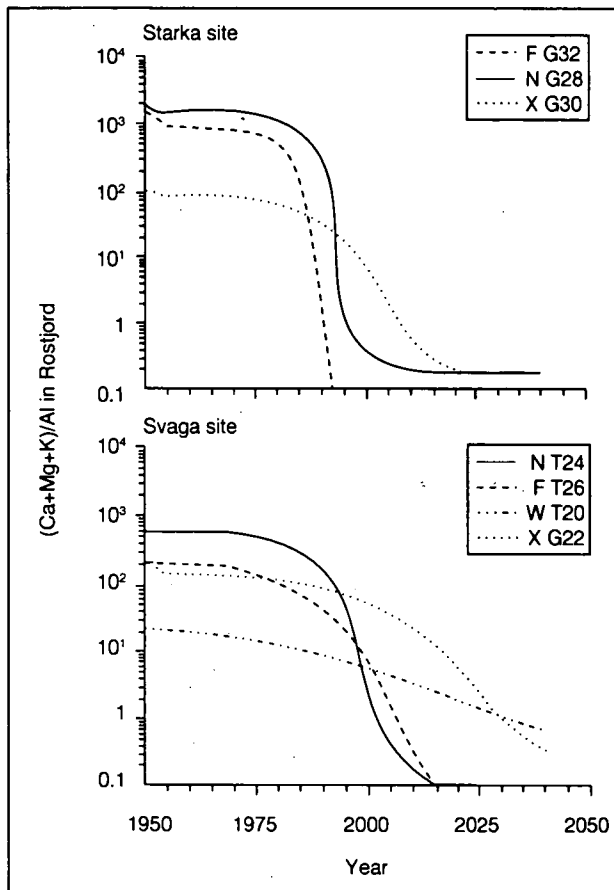 Starka site
10⁴
10³
10²
10¹
1
0.1
F G32
N G28
X G30
(Ca+Mg+K)/Al in Rostjord
Svaga site
10⁴
10³
10²
10¹
1
0.1
N T24
F T26
W T20
X G22
1950 1975 2000 2025 2050
Year